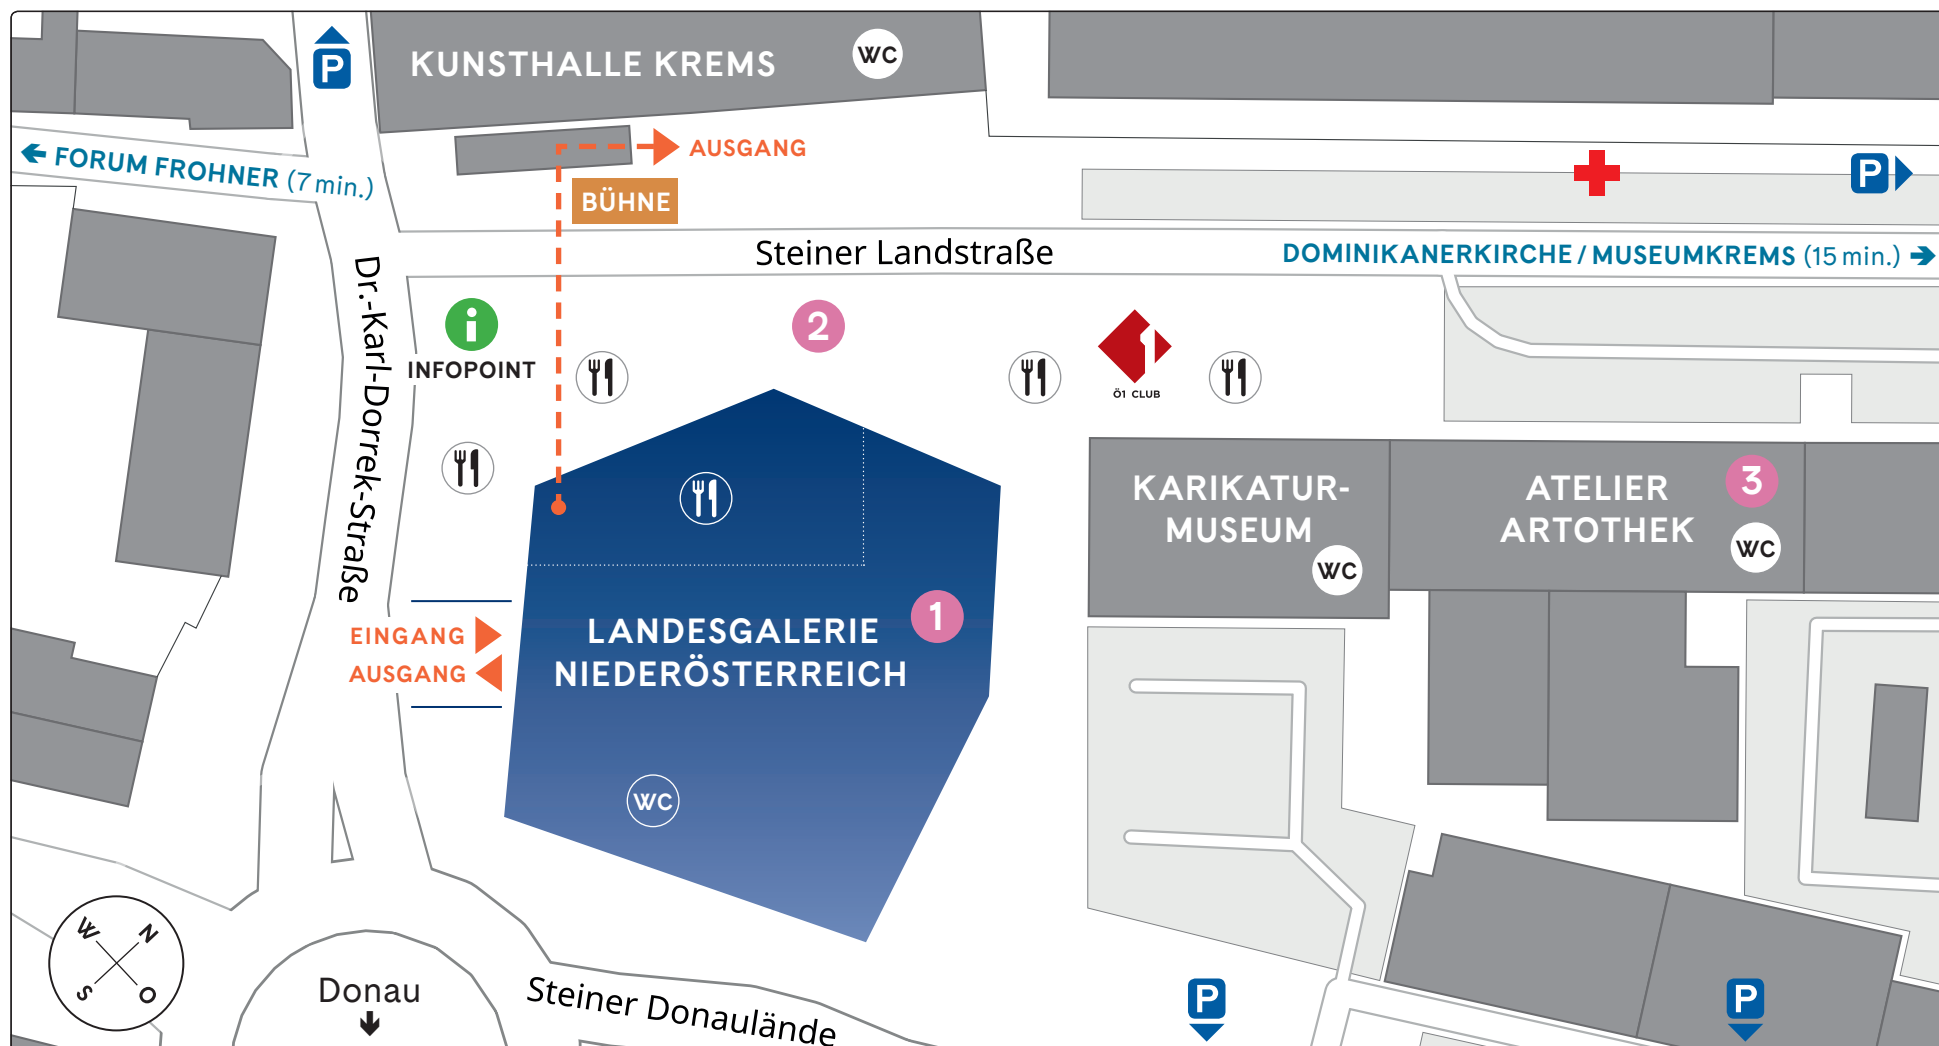 P
KUNSTHALLE KREMS
WC
← FORUM FROHNER (7 min.)
AUSGANG
BÜHNE
P
Steiner Landstraße
DOMINIKANERKIRCHE / MUSEUMKREMS (15 min.) →
Dr.-Karl-Dorrek-Straße
i
INFOPOINT
2
1
Ö1 CLUB
KARIKATUR-
MUSEUM
WC
ATELIER
ARTOTHEK
3
WC
EINGANG
AUSGANG
LANDESGALERIE
NIEDERÖSTERREICH
1
WC
W
N
S
O
Donau
↓
Steiner Donaulände
P
P